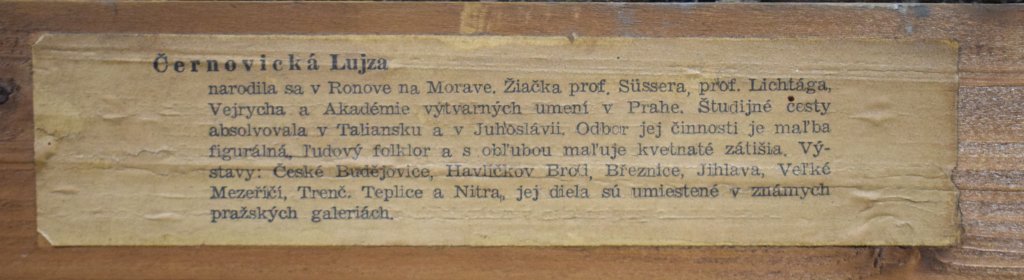 Černovická Lujza
narodila sa v Ronove na Morave. Žiačka prof. Süssera, prof. Lichtága,
Vejrycha a Akadémie výtvarných umení v Prahe. Študijné cesty
absolvovala v Taliansku a v Juhoslávii. Odbor jej činnosti je maľba
figurálna, ľudový folklor a s obľubou maľuje kvetnaté zátišia. Vý-
stavy: České Budějovice, Havlíčkov Brod, Březnice, Jihlava, Veľké
Mezeříčí, Trenč. Teplice a Nitra, jej diela sú umiestené v známych
pražských galeriách.